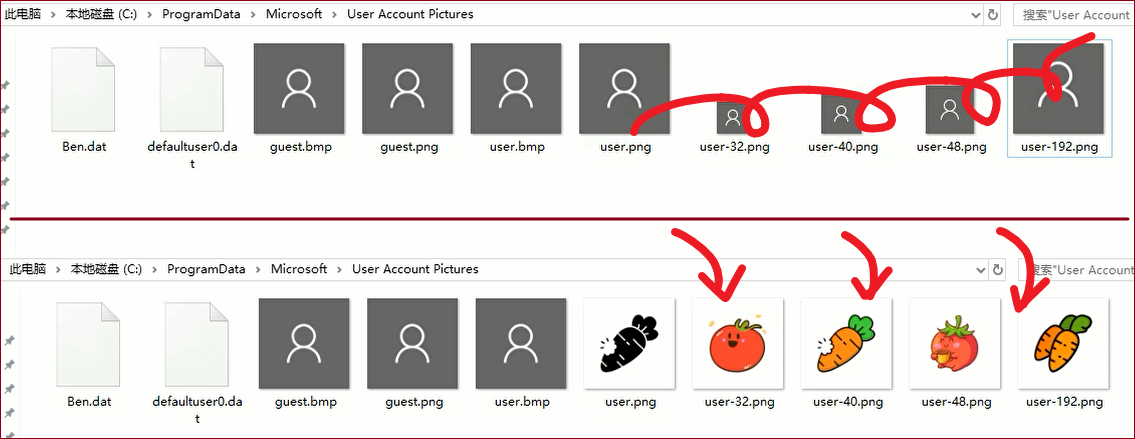 此电脑 > 本地磁盘 (C:) > ProgramData > Microsoft > User Account Pictures
搜索"User Account
Ben.dat
defaultuser0.da
t
guest.bmp
guest.png
user.bmp
user.png
user-32.png
user-40.png
user-48.png
user-192.png
此电脑 > 本地磁盘 (C:) > ProgramData > Microsoft > User Account Pictures
搜索"User Account
Ben.dat
defaultuser0.da
t
guest.bmp
guest.png
user.bmp
user.png
user-32.png
user-40.png
user-48.png
user-192.png